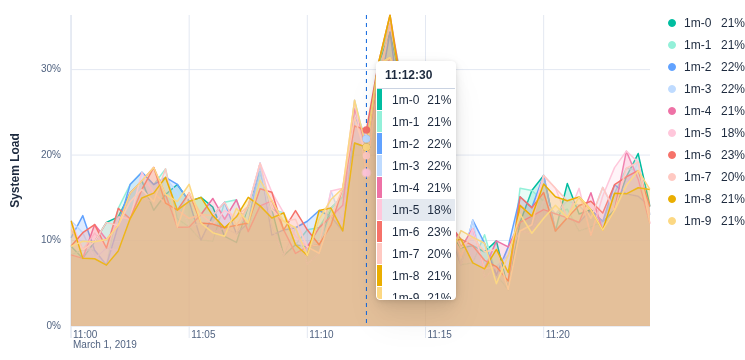 System Load
30%
20%
10%
0%
11:00
March 1, 2019
11:05
11:10
11:15
11:20
11:12:30
1m-0 21%
1m-1 21%
1m-2 22%
1m-3 22%
1m-4 21%
1m-5 18%
1m-6 23%
1m-7 20%
1m-8 21%
1m-9 21%
1m-0 21%
1m-1 21%
1m-2 22%
1m-3 22%
1m-4 21%
1m-5 18%
1m-6 23%
1m-7 20%
1m-8 21%
1m-9 21%